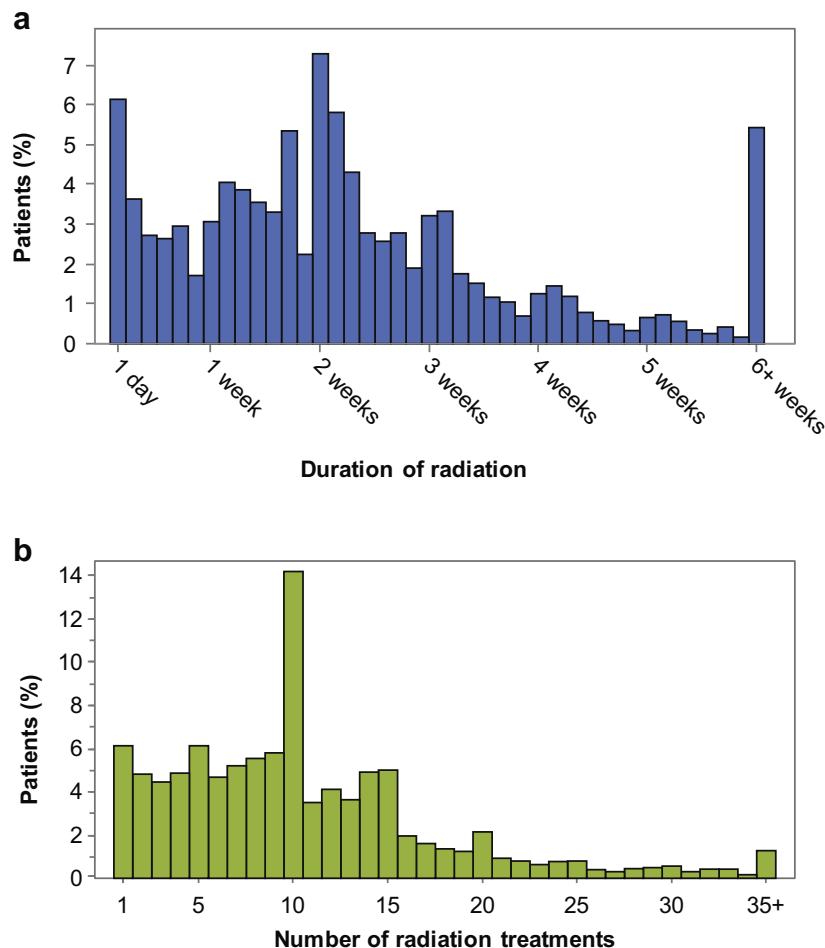 a
7
6
5
4
3
2
1
0
Patients (%)
1 day
1 week
2 weeks
3 weeks
4 weeks
5 weeks
6+ weeks
Duration of radiation
b
14
12
10
8
6
4
2
0
Patients (%)
1 5 10 15 20 25 30 35+
Number of radiation treatments